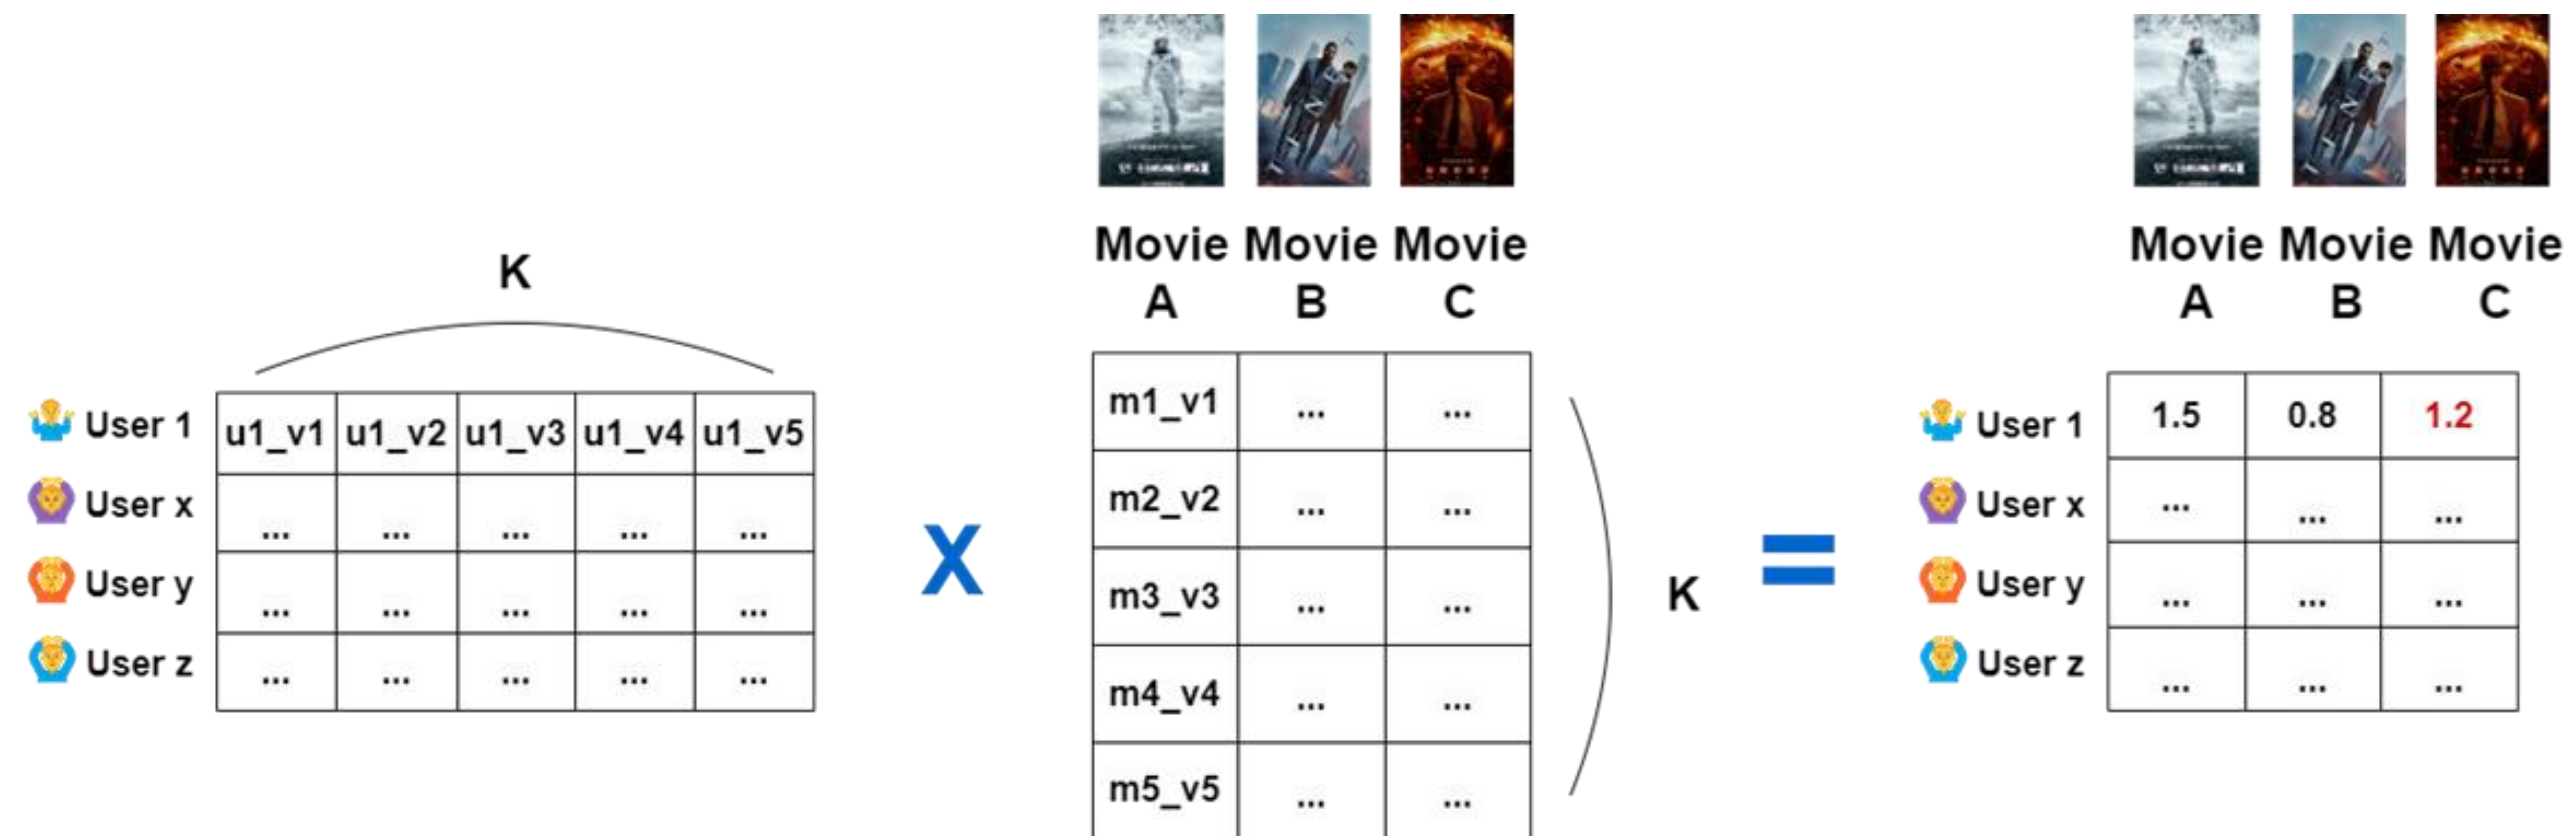 K
User 1
u1_v1 u1_v2 u1_v3 u1_v4 u1_v5
User x
... ... ... ... ...
User y
... ... ... ... ...
User z
... ... ... ... ...
X
Movie Movie Movie
A B C
m1_v1 ... ...
m2_v2 ... ...
m3_v3 ... ...
m4_v4 ... ...
m5_v5 ... ...
K
=
Movie Movie Movie
A B C
User 1 1.5 0.8 1.2
User x ... ... ...
User y ... ... ...
User z ... ... ...